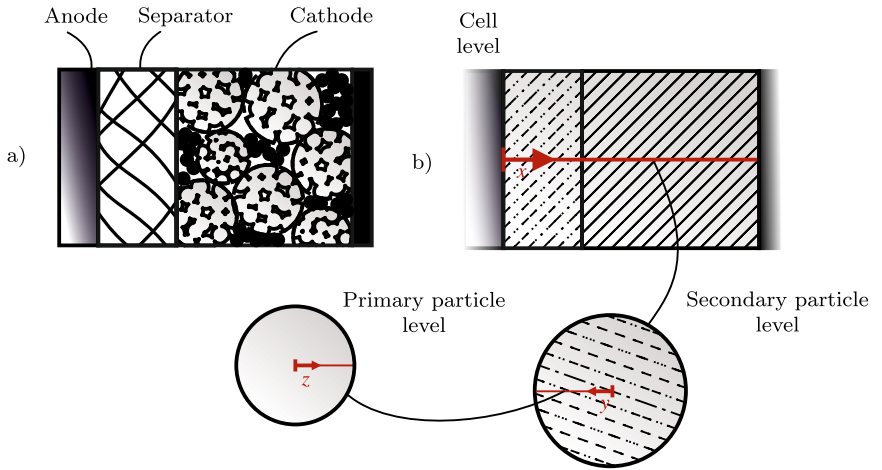 Anode
Separator
Cathode
a)
Cell
level
b)
x
Primary particle
level
z
Secondary particle
level
y